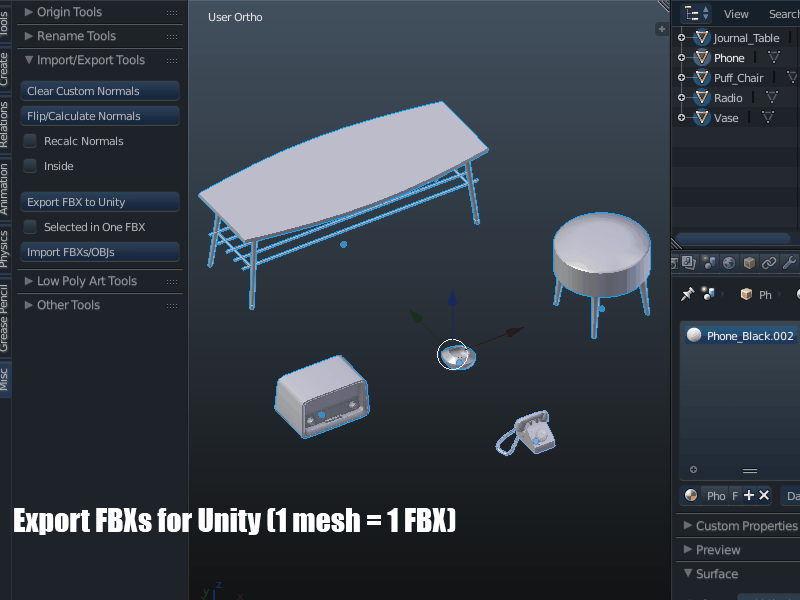 Tools
Create
Relations
Animation
Physics
Grease Pencil
Misc
Origin Tools
Rename Tools
Import/Export Tools
Clear Custom Normals
Flip/Calculate Normals
Recalc Normals
Inside
Export FBX to Unity
Selected in One FBX
Import FBXs/OBJs
Low Poly Art Tools
Other Tools
User Ortho
Export FBXs for Unity (1 mesh = 1 FBX)
View Search
Journal_Table
Phone
Puff_Chair
Radio
Vase
Ph
Phone_Black.002
Pho F Da
Custom Properties
Preview
Surface